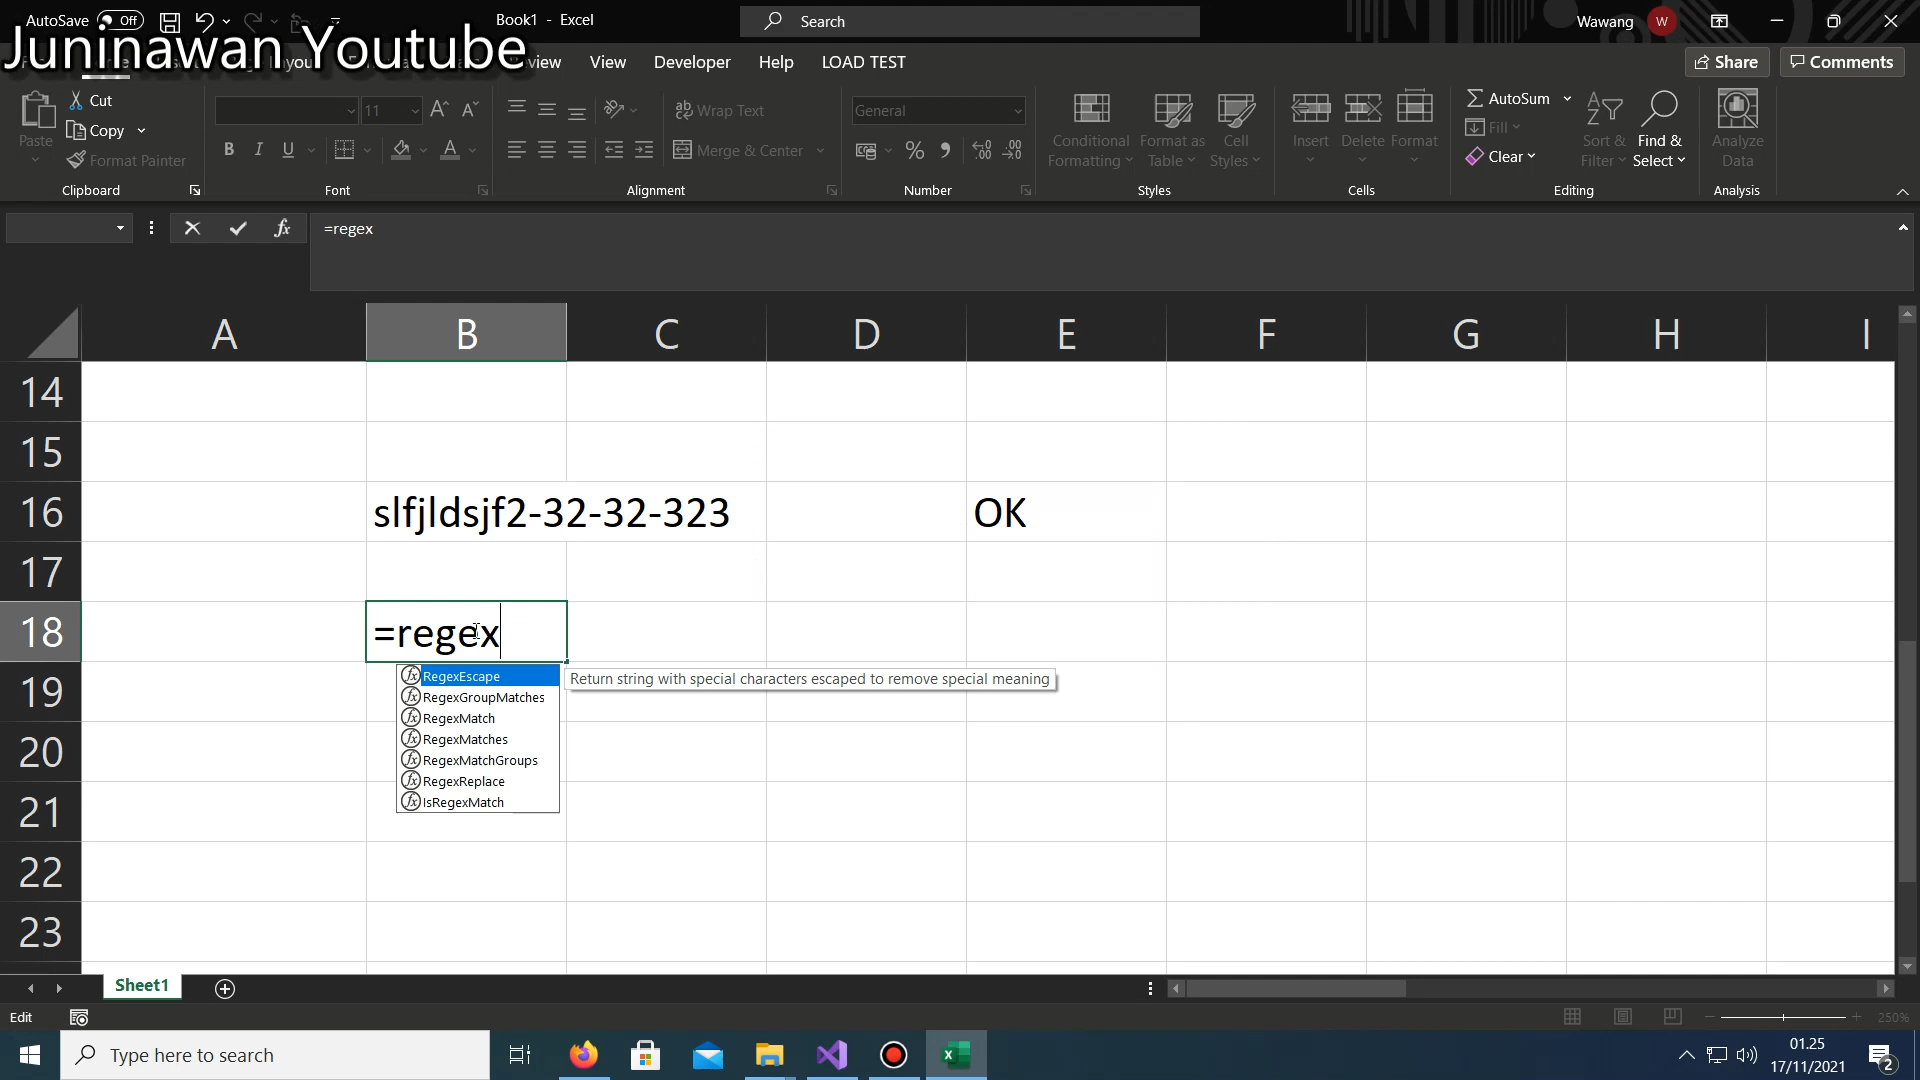 AutoSave Off
Book1 - Excel
Search
Wawang W
Juninawan Youtube
View
Developer
Help
LOAD TEST
Share
Comments
Paste
Cut
Copy
Format Painter
Clipboard
11
B I U
Font
Wrap Text
Merge & Center
Alignment
General
Number
Conditional Formatting
Format as Table
Cell Styles
Styles
Insert
Delete
Format
Cells
AutoSum
Fill
Clear
Sort & Filter
Find & Select
Editing
Analyze Data
Analysis
fx
=regex
A B C D E F G H I
14
15
16 slfjldsjf2-32-32-323 OK
17
18 =regex
19
20
21
22
23
RegexEscape
Return string with special characters escaped to remove special meaning
RegexGroupMatches
RegexMatch
RegexMatches
RegexMatchGroups
RegexReplace
IsRegexMatch
Sheet1
Edit
250%
Type here to search
01.25
17/11/2021
2